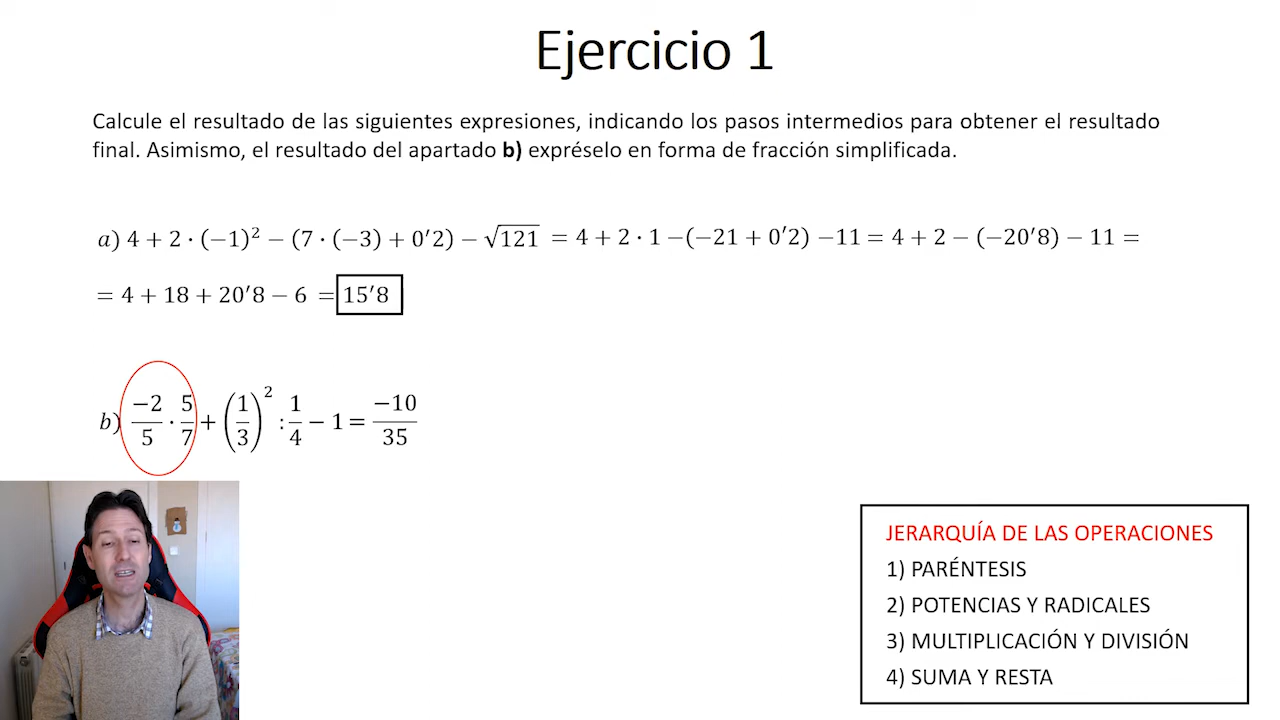 Ejercicio 1
Calcule el resultado de las siguientes expresiones, indicando los pasos intermedios para obtener el resultado
final. Asimismo, el resultado del apartado b) expréselo en forma de fracción simplificada.
a) 4 + 2 · (−1)² − (7 · (−3) + 0′2) − √121 = 4 + 2 · 1 −(−21 + 0′2) −11 = 4 + 2 − (−20′8) − 11 =
= 4 + 18 + 20′8 − 6 = 15′8
b) −2/5 · 5/7 + (1/3)² : 1/4 − 1 = −10/35
JERARQUÍA DE LAS OPERACIONES
1) PARÉNTESIS
2) POTENCIAS Y RADICALES
3) MULTIPLICACIÓN Y DIVISIÓN
4) SUMA Y RESTA